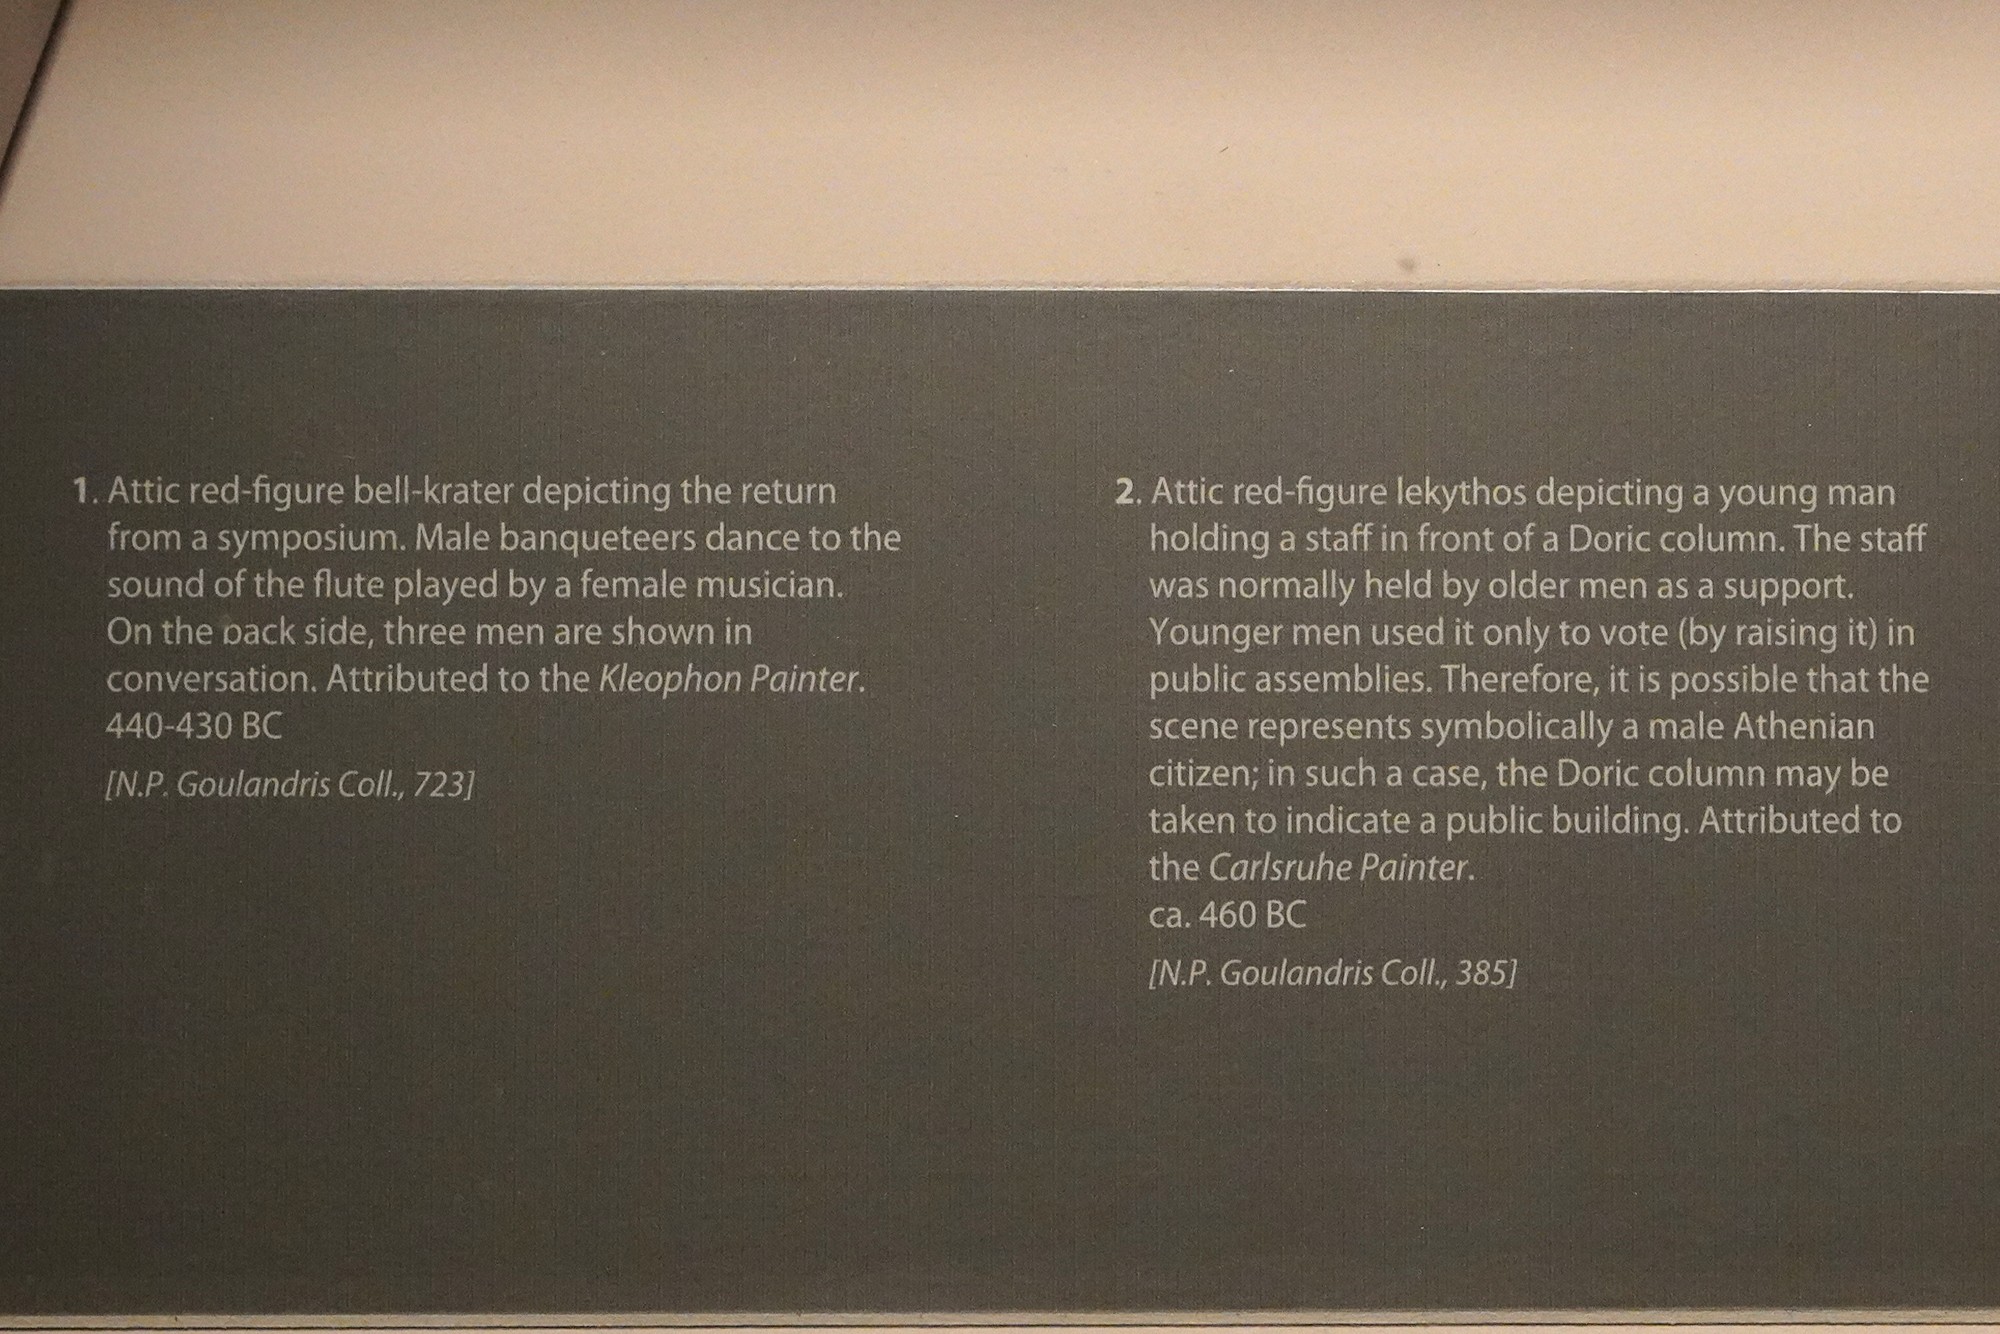 1. Attic red-figure bell-krater depicting the return
from a symposium. Male banqueteers dance to the
sound of the flute played by a female musician.
On the back side, three men are shown in
conversation. Attributed to the Kleophon Painter.
440-430 BC
[N.P. Goulandris Coll., 723]
2. Attic red-figure lekythos depicting a young man
holding a staff in front of a Doric column. The staff
was normally held by older men as a support.
Younger men used it only to vote (by raising it) in
public assemblies. Therefore, it is possible that the
scene represents symbolically a male Athenian
citizen; in such a case, the Doric column may be
taken to indicate a public building. Attributed to
the Carlsruhe Painter.
ca. 460 BC
[N.P. Goulandris Coll., 385]